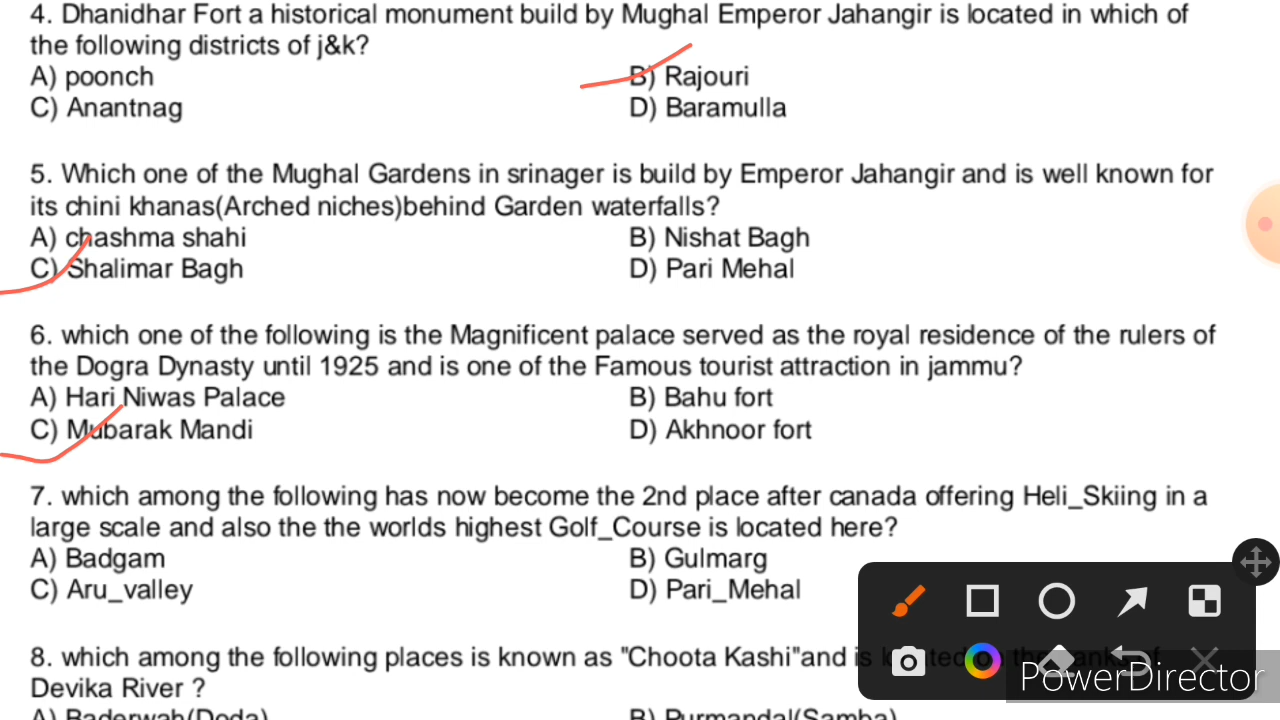 4. Dhanidhar Fort a historical monument build by Mughal Emperor Jahangir is located in which of
the following districts of j&k?
A) poonch B) Rajouri
C) Anantnag D) Baramulla
5. Which one of the Mughal Gardens in srinager is build by Emperor Jahangir and is well known for
its chini khanas(Arched niches)behind Garden waterfalls?
A) chashma shahi B) Nishat Bagh
C) Shalimar Bagh D) Pari Mehal
6. which one of the following is the Magnificent palace served as the royal residence of the rulers of
the Dogra Dynasty until 1925 and is one of the Famous tourist attraction in jammu?
A) Hari Niwas Palace B) Bahu fort
C) Mubarak Mandi D) Akhnoor fort
7. which among the following has now become the 2nd place after canada offering Heli_Skiing in a
large scale and also the the worlds highest Golf_Course is located here?
A) Badgam B) Gulmarg
C) Aru_valley D) Pari_Mehal
8. which among the following places is known as "Choota Kashi"and is
Devika River ?
A) Baderwah(Doda) B) Purmandal(Samba)
PowerDirector